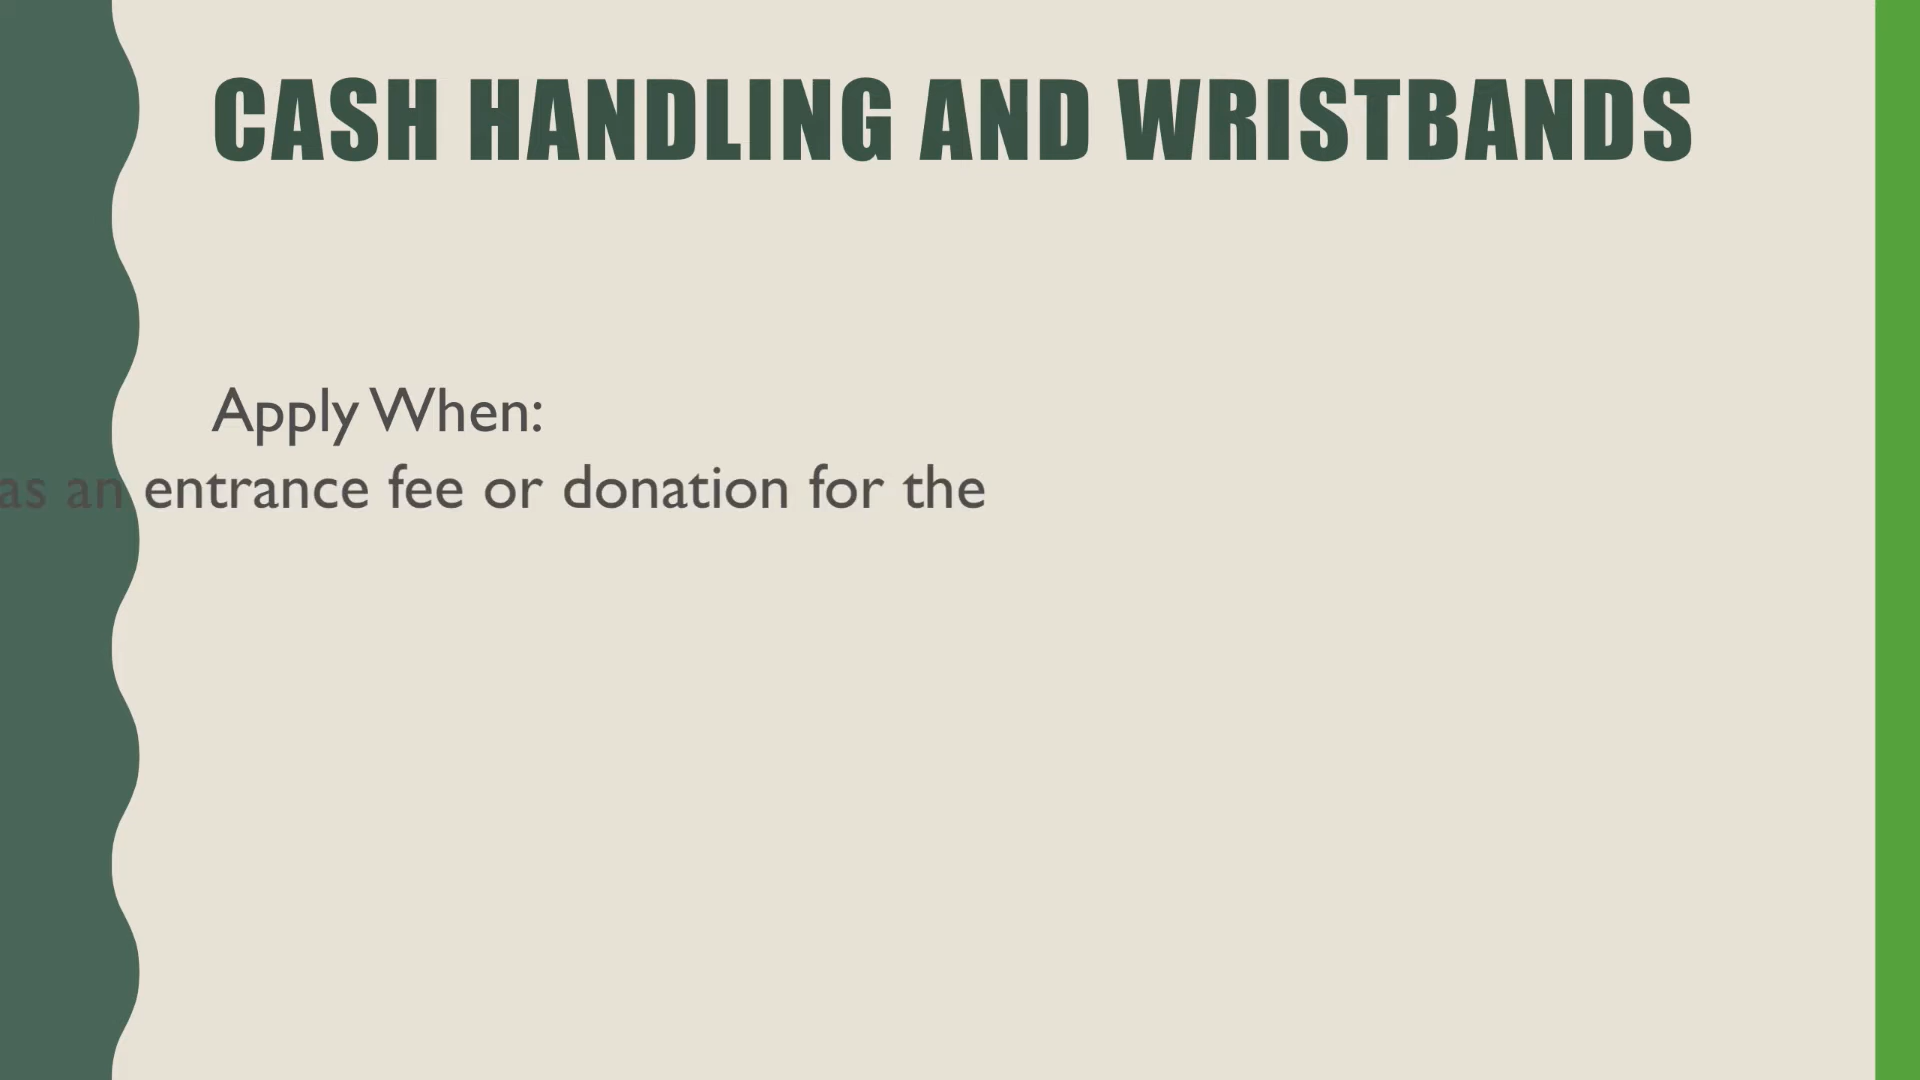 CASH HANDLING AND WRISTBANDS
Apply When:
as an entrance fee or donation for the